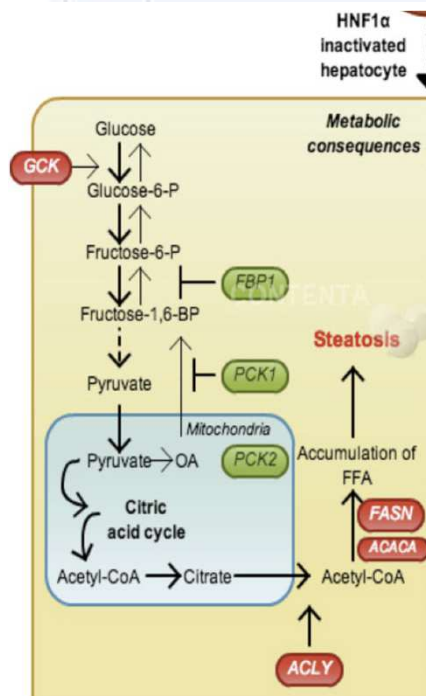 HNF1α
inactivated
hepatocyte
Metabolic
consequences
Glucose
GCK
Glucose-6-P
Fructose-6-P
FBP1
CONTENTA
Fructose-1,6-BP
Steatosis
PCK1
Pyruvate
Mitochondria
Pyruvate
OA
PCK2
Accumulation of
FFA
Citric
acid cycle
FASN
ACACA
Acetyl-CoA
Citrate
Acetyl-CoA
ACLY